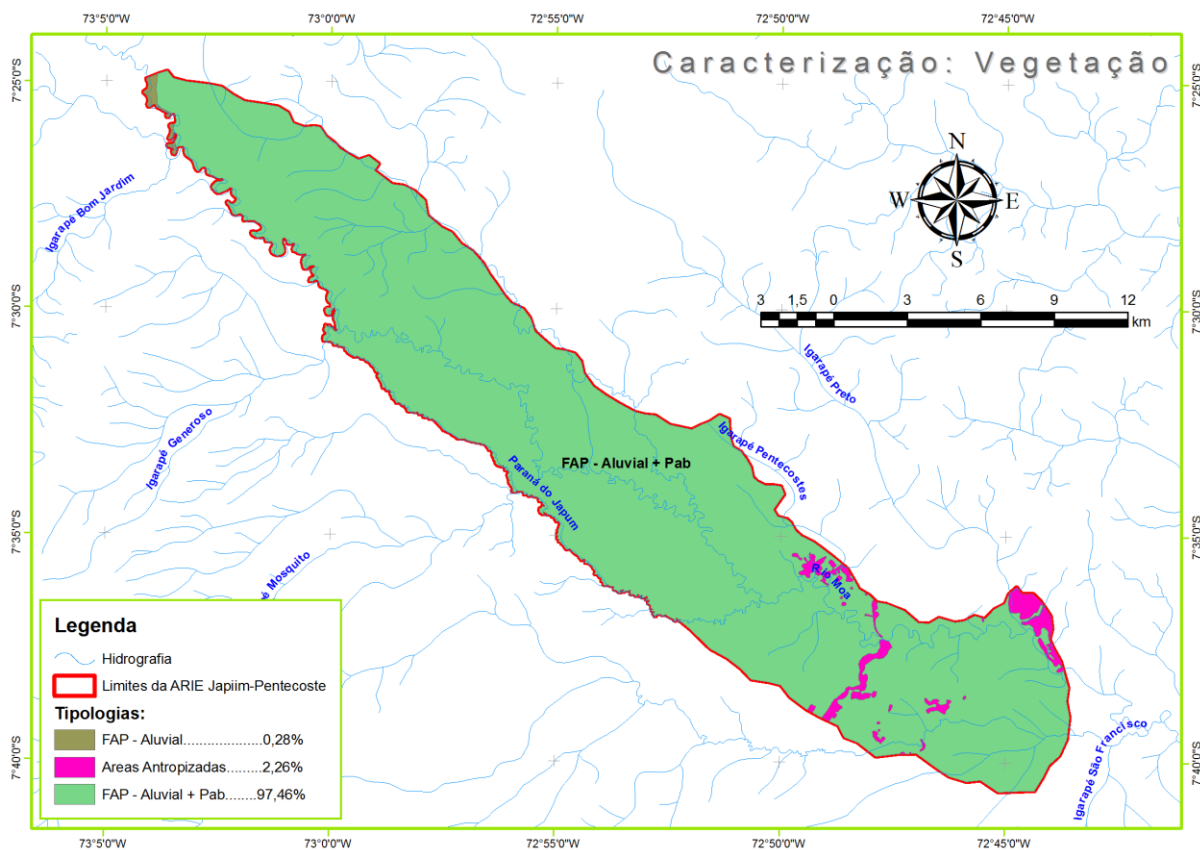 73°5'0"W 73°0'0"W 72°55'0"W 72°50'0"W 72°45'0"W
Caracterização: Vegetação
7°25'0"S 7°25'0"S
N
W E
S
Igarapé Bom Jardim
3 1,5 0 3 6 9 12
km
7°30'0"S 7°30'0"S
Igarapé Preto
Igarapé Generoso
Igarapé Pentecostes
FAP - Aluvial + Pab
Paraná do Japum
7°35'0"S 7°35'0"S
é Mosquito
Rio Moa
Legenda
Hidrografia
Limites da ARIE Japiim-Pentecoste
Tipologias:
FAP - Aluvial......................0,28%
Areas Antropizadas.........2,26%
FAP - Aluvial + Pab.......97,46%
Igarapé São Francisco
7°40'0"S 7°40'0"S
73°5'0"W 73°0'0"W 72°55'0"W 72°50'0"W 72°45'0"W